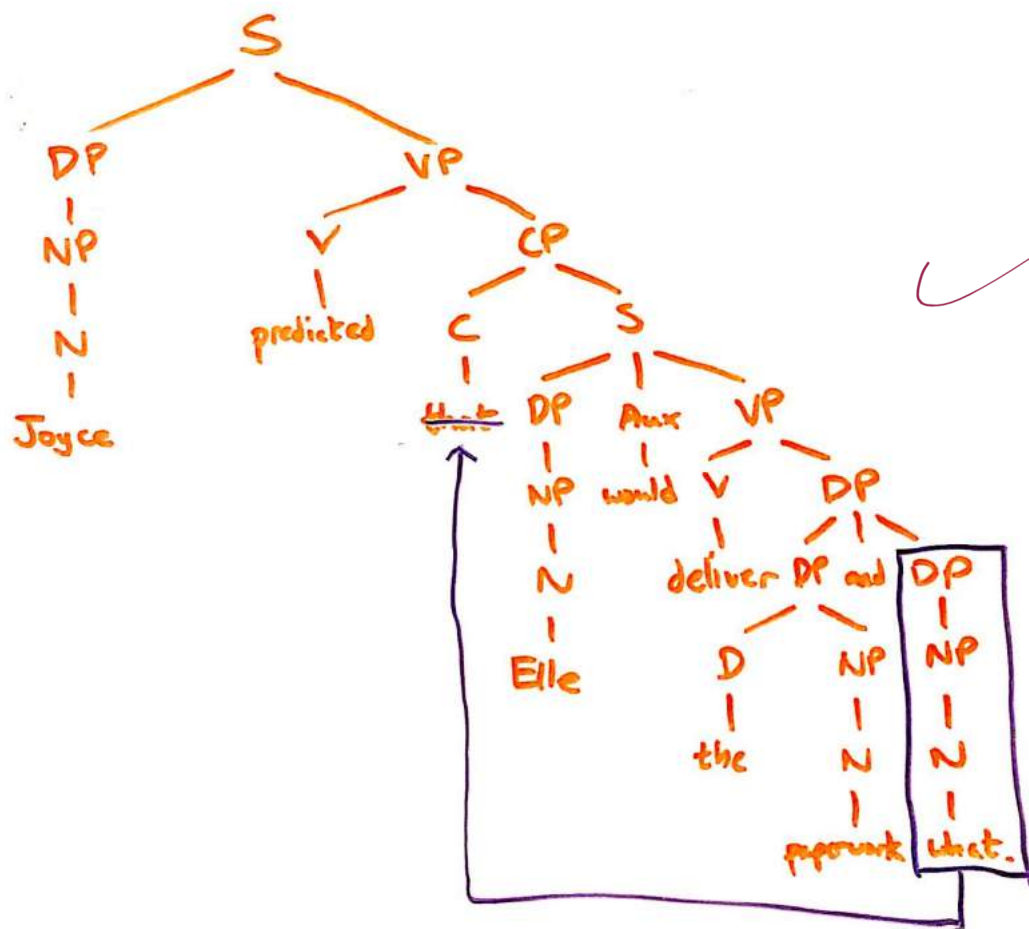 S
DP VP
NP V CP
N predicted C S
Joyce that DP Aux VP
NP would V DP
N deliver DP and DP
Elle D NP NP
the N N
paperwork what.